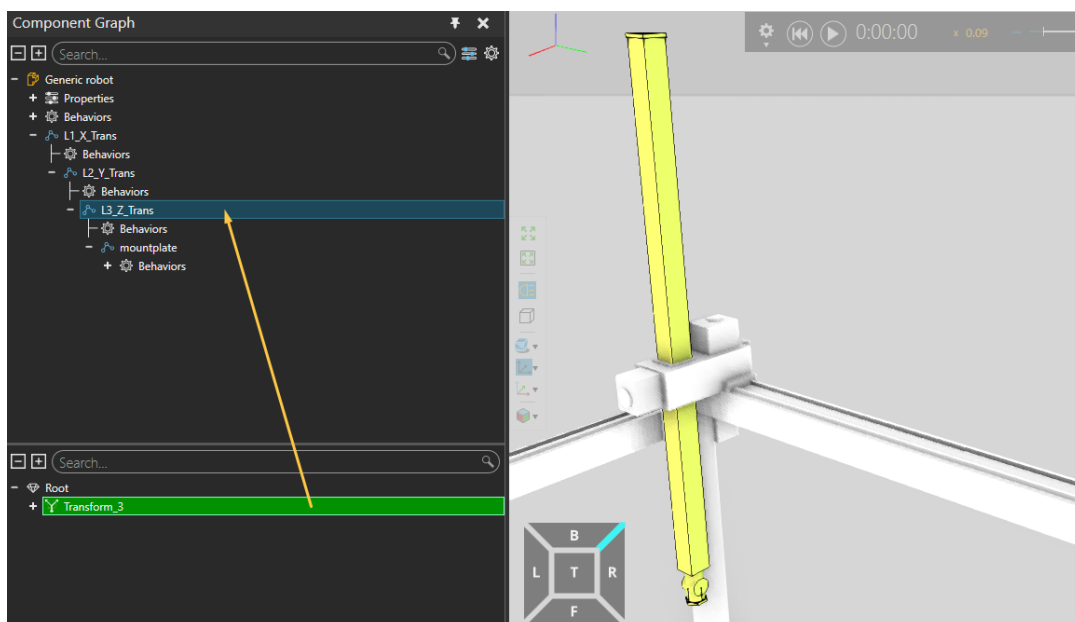 Component Graph
Search...
Generic robot
Properties
Behaviors
L1_X_Trans
Behaviors
L2_Y_Trans
Behaviors
L3_Z_Trans
Behaviors
mountplate
Behaviors
Search...
Root
Transform_3
0:00:00
x 0.09
B
L
T
R
F